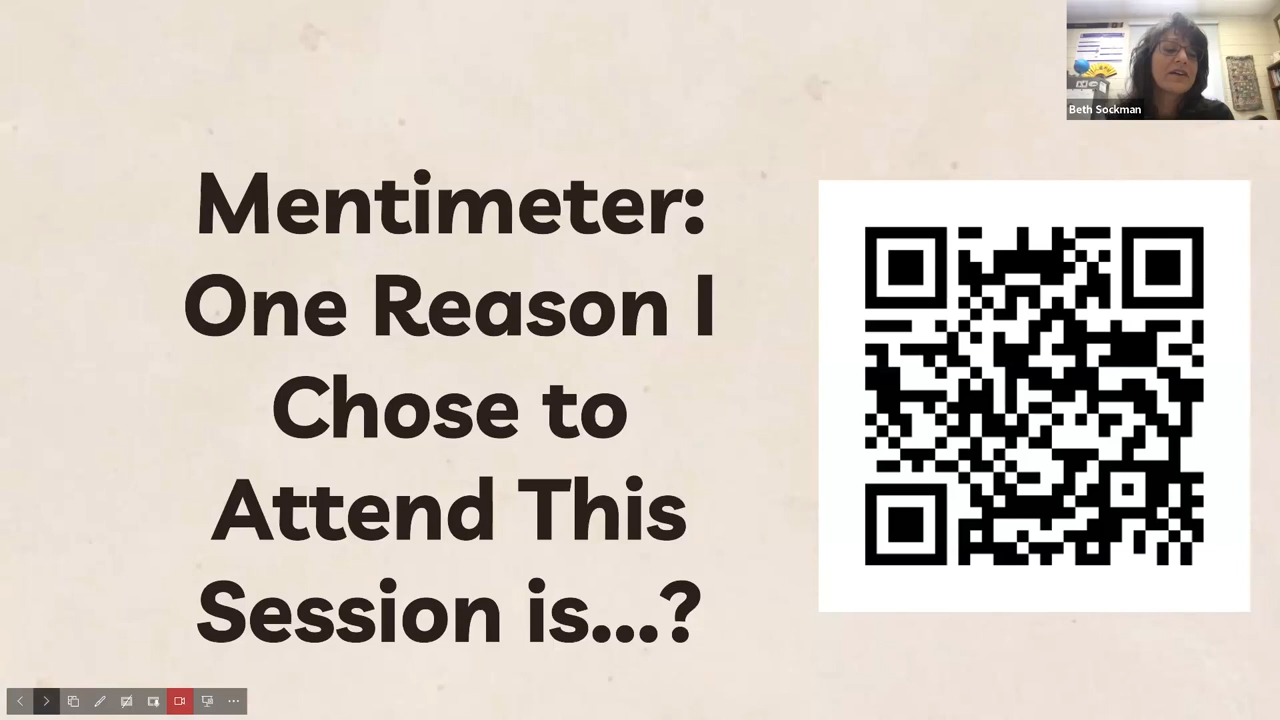 Beth Sockman
Mentimeter:
One Reason I
Chose to
Attend This
Session is...?